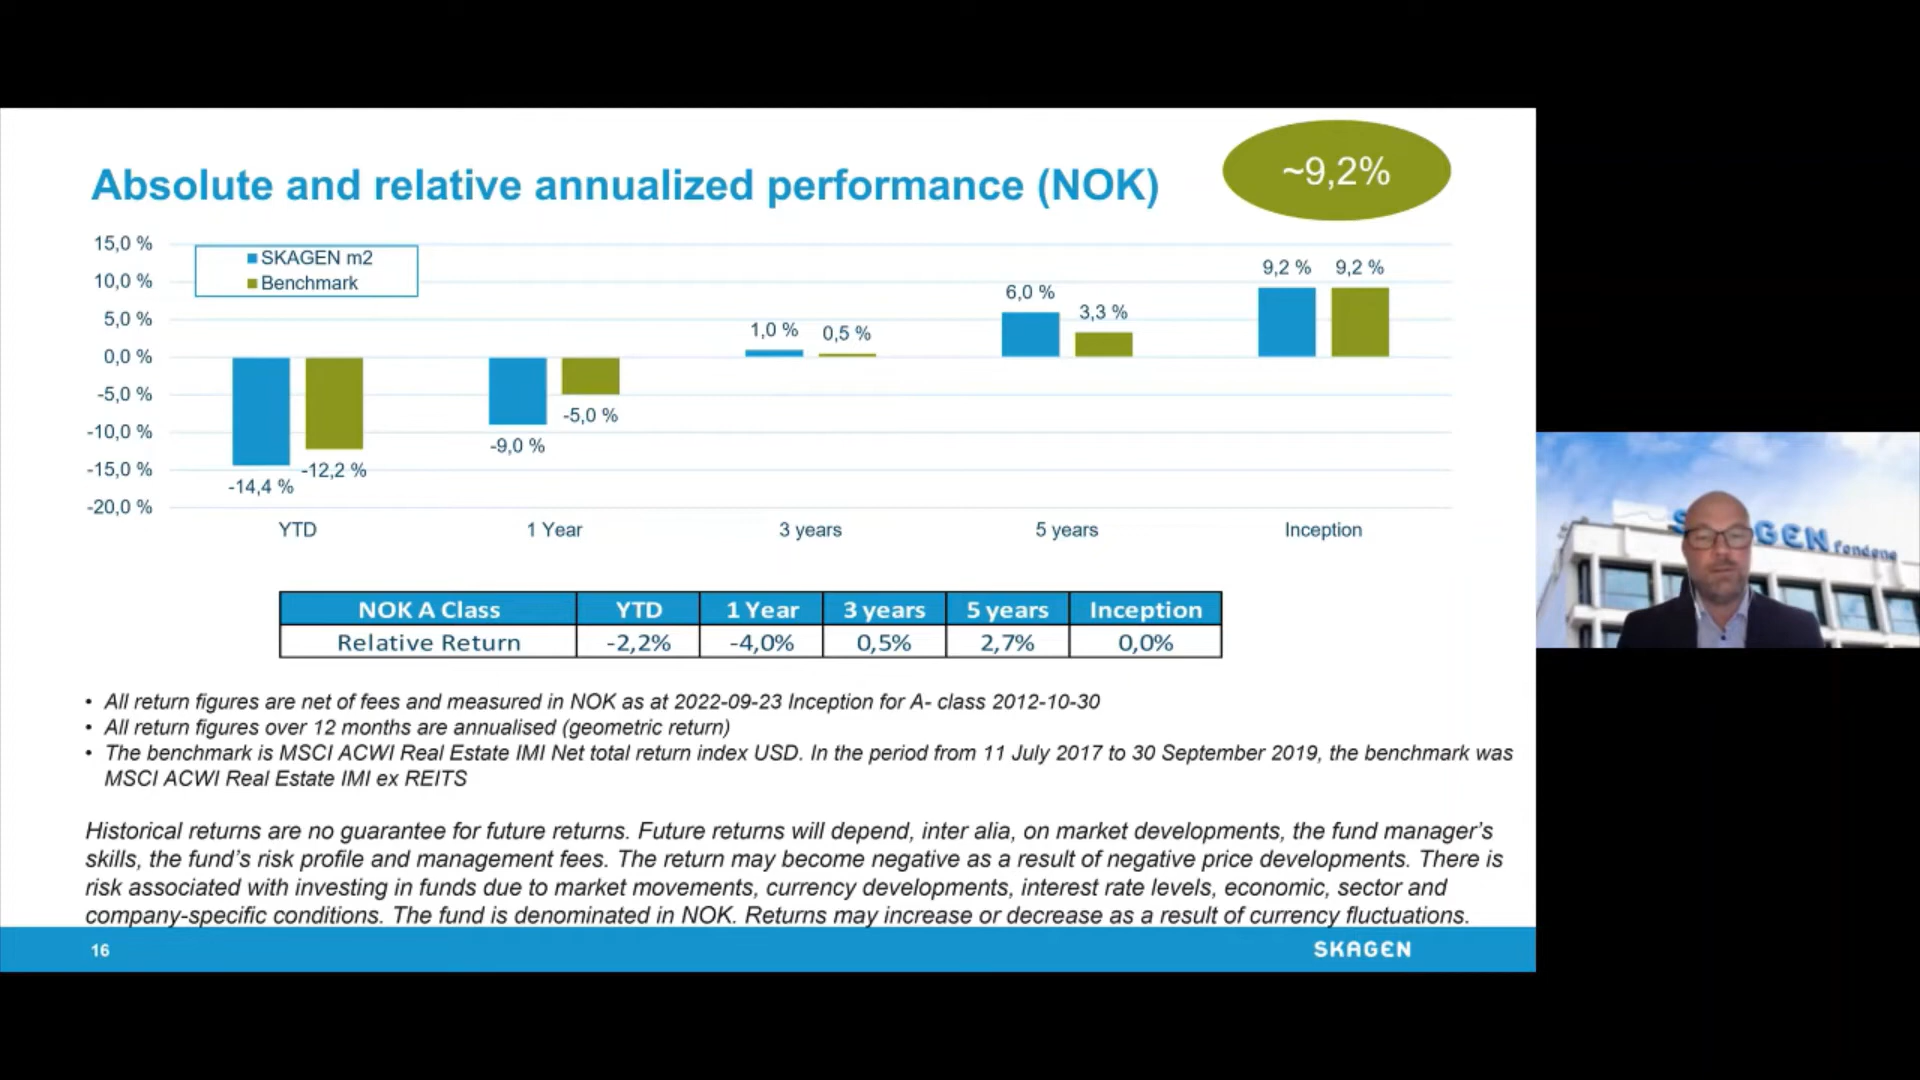 Absolute and relative annualized performance (NOK)
~9,2%
15,0 %
10,0 %
5,0 %
0,0 %
-5,0 %
-10,0 %
-15,0 %
-20,0 %
SKAGEN m2
Benchmark
-14,4 %
-12,2 %
-9,0 %
-5,0 %
1,0 %
0,5 %
6,0 %
3,3 %
9,2 %
9,2 %
YTD
1 Year
3 years
5 years
Inception
NOK A Class YTD 1 Year 3 years 5 years Inception
Relative Return -2,2% -4,0% 0,5% 2,7% 0,0%
• All return figures are net of fees and measured in NOK as at 2022-09-23 Inception for A- class 2012-10-30
• All return figures over 12 months are annualised (geometric return)
• The benchmark is MSCI ACWI Real Estate IMI Net total return index USD. In the period from 11 July 2017 to 30 September 2019, the benchmark was
MSCI ACWI Real Estate IMI ex REITS
Historical returns are no guarantee for future returns. Future returns will depend, inter alia, on market developments, the fund manager's
skills, the fund's risk profile and management fees. The return may become negative as a result of negative price developments. There is
risk associated with investing in funds due to market movements, currency developments, interest rate levels, economic, sector and
company-specific conditions. The fund is denominated in NOK. Returns may increase or decrease as a result of currency fluctuations.
16
SKAGEN
GEN fondene